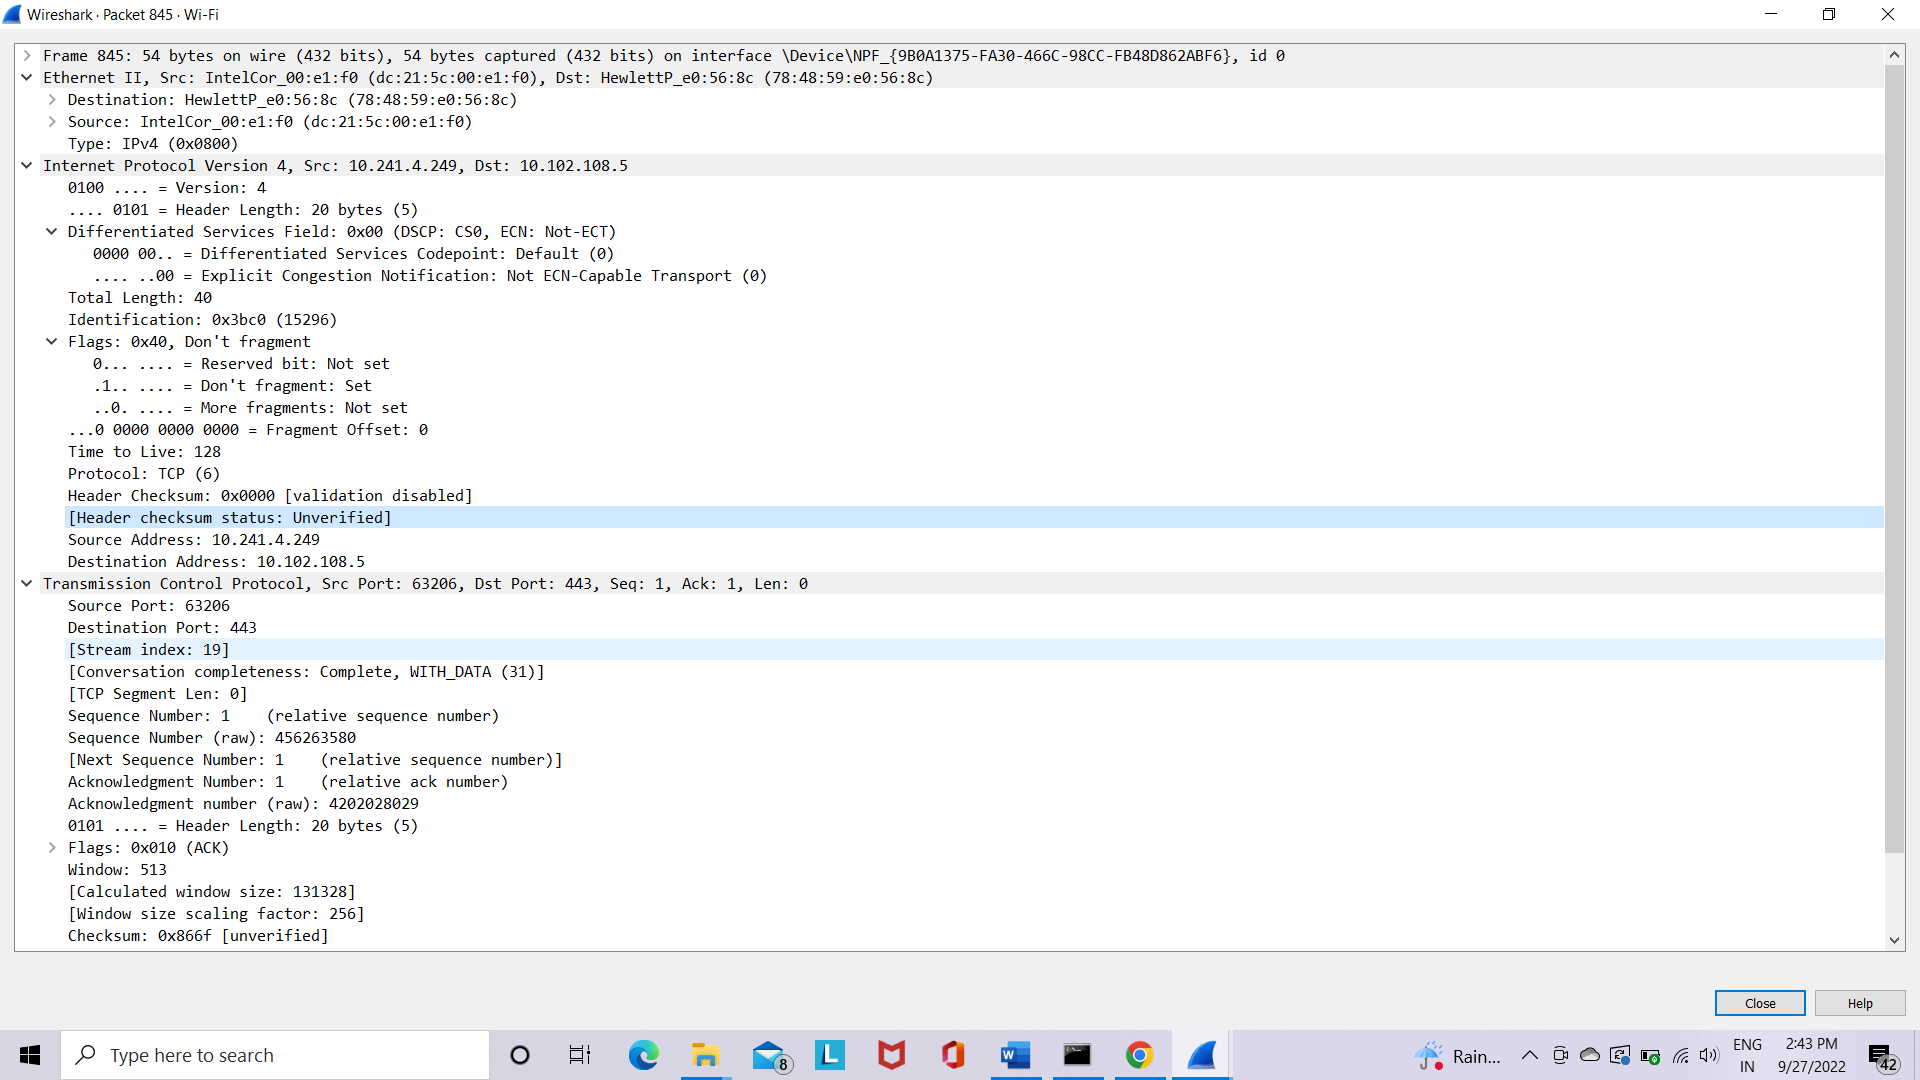 Wireshark · Packet 845 · Wi-Fi
Frame 845: 54 bytes on wire (432 bits), 54 bytes captured (432 bits) on interface \Device\NPF_{9B0A1375-FA30-466C-98CC-FB48D862ABF6}, id 0
Ethernet II, Src: IntelCor_00:e1:f0 (dc:21:5c:00:e1:f0), Dst: HewlettP_e0:56:8c (78:48:59:e0:56:8c)
Destination: HewlettP_e0:56:8c (78:48:59:e0:56:8c)
Source: IntelCor_00:e1:f0 (dc:21:5c:00:e1:f0)
Type: IPv4 (0x0800)
Internet Protocol Version 4, Src: 10.241.4.249, Dst: 10.102.108.5
0100 .... = Version: 4
.... 0101 = Header Length: 20 bytes (5)
Differentiated Services Field: 0x00 (DSCP: CS0, ECN: Not-ECT)
0000 00.. = Differentiated Services Codepoint: Default (0)
.... ..00 = Explicit Congestion Notification: Not ECN-Capable Transport (0)
Total Length: 40
Identification: 0x3bc0 (15296)
Flags: 0x40, Don't fragment
0... .... = Reserved bit: Not set
.1.. .... = Don't fragment: Set
..0. .... = More fragments: Not set
...0 0000 0000 0000 = Fragment Offset: 0
Time to Live: 128
Protocol: TCP (6)
Header Checksum: 0x0000 [validation disabled]
[Header checksum status: Unverified]
Source Address: 10.241.4.249
Destination Address: 10.102.108.5
Transmission Control Protocol, Src Port: 63206, Dst Port: 443, Seq: 1, Ack: 1, Len: 0
Source Port: 63206
Destination Port: 443
[Stream index: 19]
[Conversation completeness: Complete, WITH_DATA (31)]
[TCP Segment Len: 0]
Sequence Number: 1    (relative sequence number)
Sequence Number (raw): 456263580
[Next Sequence Number: 1    (relative sequence number)]
Acknowledgment Number: 1    (relative ack number)
Acknowledgment number (raw): 4202028029
0101 .... = Header Length: 20 bytes (5)
Flags: 0x010 (ACK)
Window: 513
[Calculated window size: 131328]
[Window size scaling factor: 256]
Checksum: 0x866f [unverified]
Close
Help
Type here to search
8
L
W
Rain...
ENG
IN
2:43 PM
9/27/2022
42